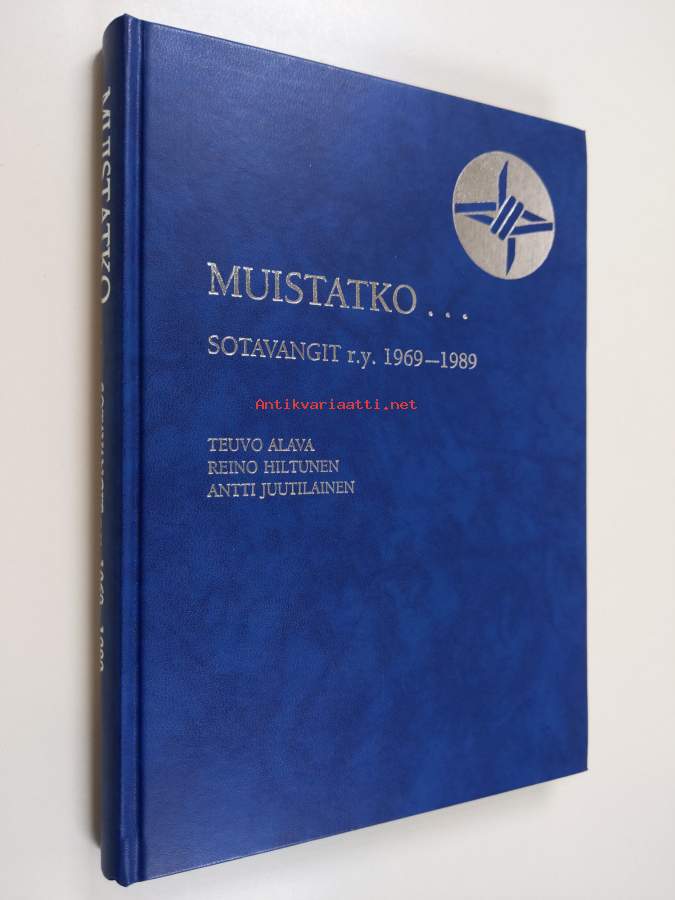 MUISTATKO
MUISTATKO...
SOTAVANGIT r.y. 1969—1989
Antikvariaatti.net
TEUVO ALAVA
REINO HILTUNEN
ANTTI JUUTILAINEN